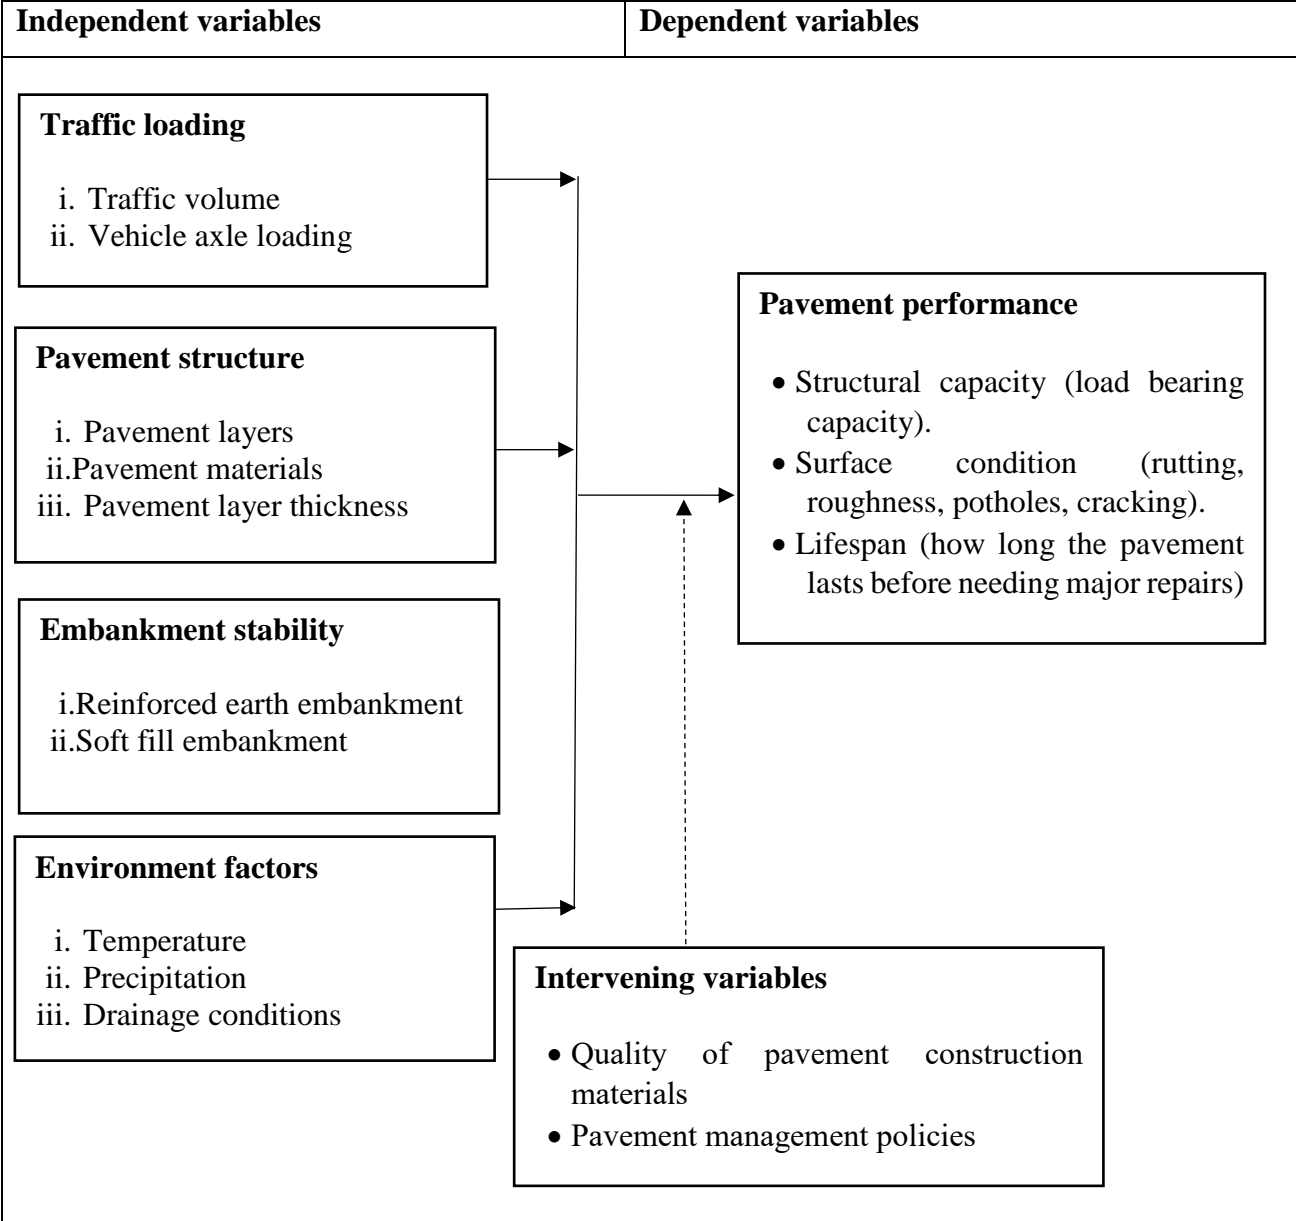 Independent variables
Dependent variables
Traffic loading
i. Traffic volume
ii. Vehicle axle loading
Pavement structure
i. Pavement layers
ii.Pavement materials
iii. Pavement layer thickness
Embankment stability
i.Reinforced earth embankment
ii.Soft fill embankment
Environment factors
i. Temperature
ii. Precipitation
iii. Drainage conditions
Pavement performance
• Structural capacity (load bearing
capacity).
• Surface condition (rutting,
roughness, potholes, cracking).
• Lifespan (how long the pavement
lasts before needing major repairs)
Intervening variables
• Quality of pavement construction
materials
• Pavement management policies